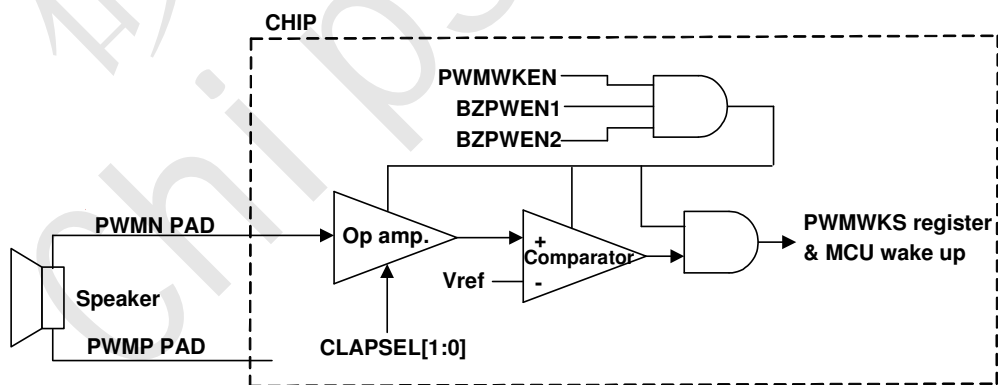 CHIP
PWMWKEN
BZPWEN1
BZPWEN2
PWMN PAD
Op amp.
+
Comparator
-
Vref
PWMWKS register
& MCU wake up
Speaker
PWMP PAD
CLAPSEL[1:0]
Chips